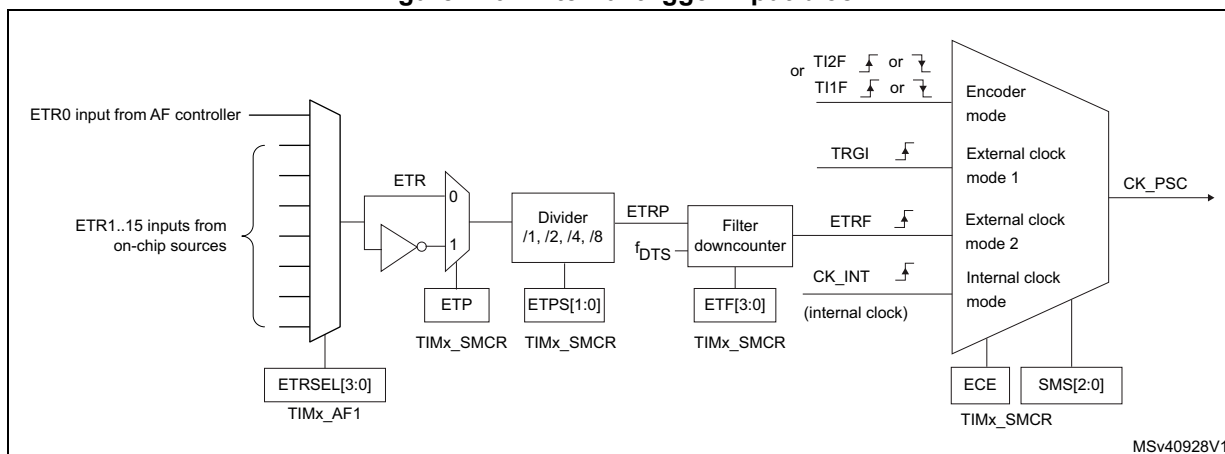 or TI2F or
TI1F or
Encoder
mode
ETR0 input from AF controller
TRGI
External clock
mode 1
CK_PSC
ETR
0
1
ETR1..15 inputs from
on-chip sources
Divider
/1, /2, /4, /8
ETRP
Filter
downcounter
fDTS
ETRF
External clock
mode 2
CK_INT
(internal clock)
Internal clock
mode
ETP
TIMx_SMCR
ETPS[1:0]
TIMx_SMCR
ETF[3:0]
TIMx_SMCR
ETRSEL[3:0]
TIMx_AF1
ECE
SMS[2:0]
TIMx_SMCR
MSv40928V1